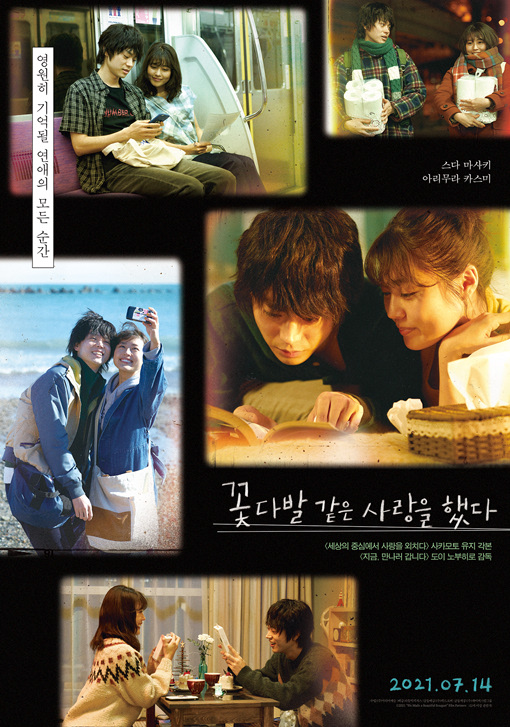 영원히 기억될 연애의 모든 순간
스다 마사키
아리무라 카스미
꽃다발 같은 사랑을 했다
<세상의 중심에서 사랑을 외치다> 사카모토 유지 각본
<지금, 만나러 갑니다> 도이 노부히로 감독
2021.07.14